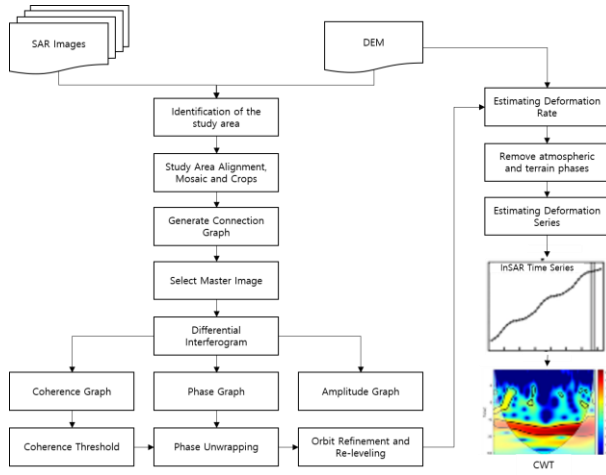 SAR Images
DEM
Identification of the
study area
Study Area Alignment,
Mosaic and Crops
Generate Connection
Graph
Select Master Image
Differential
Interferogram
Coherence Graph
Phase Graph
Amplitude Graph
Coherence Threshold
Phase Unwrapping
Orbit Refinement and
Re-leveling
Estimating Deformation
Rate
Remove atmospheric
and terrain phases
Estimating Deformation
Series
InSAR Time Series
CWT